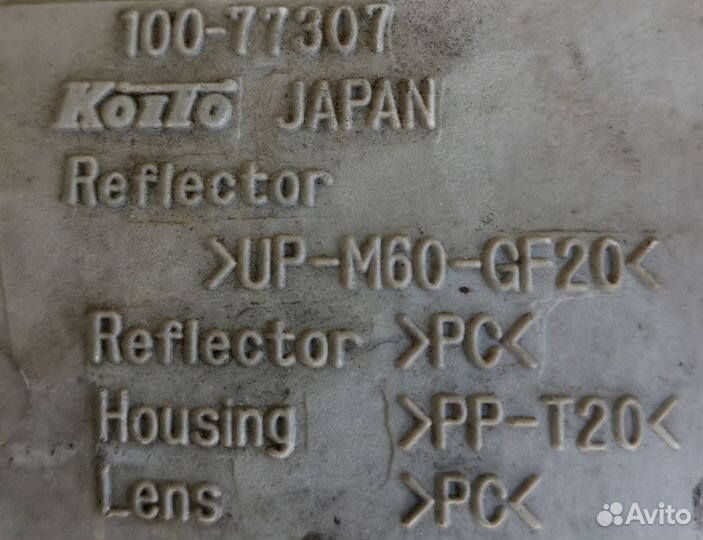 100-77307
KOITO JAPAN
Reflector
>UP-M60-GF20<
Reflector >PC<
Housing >PP-T20<
Lens >PC<
Avito